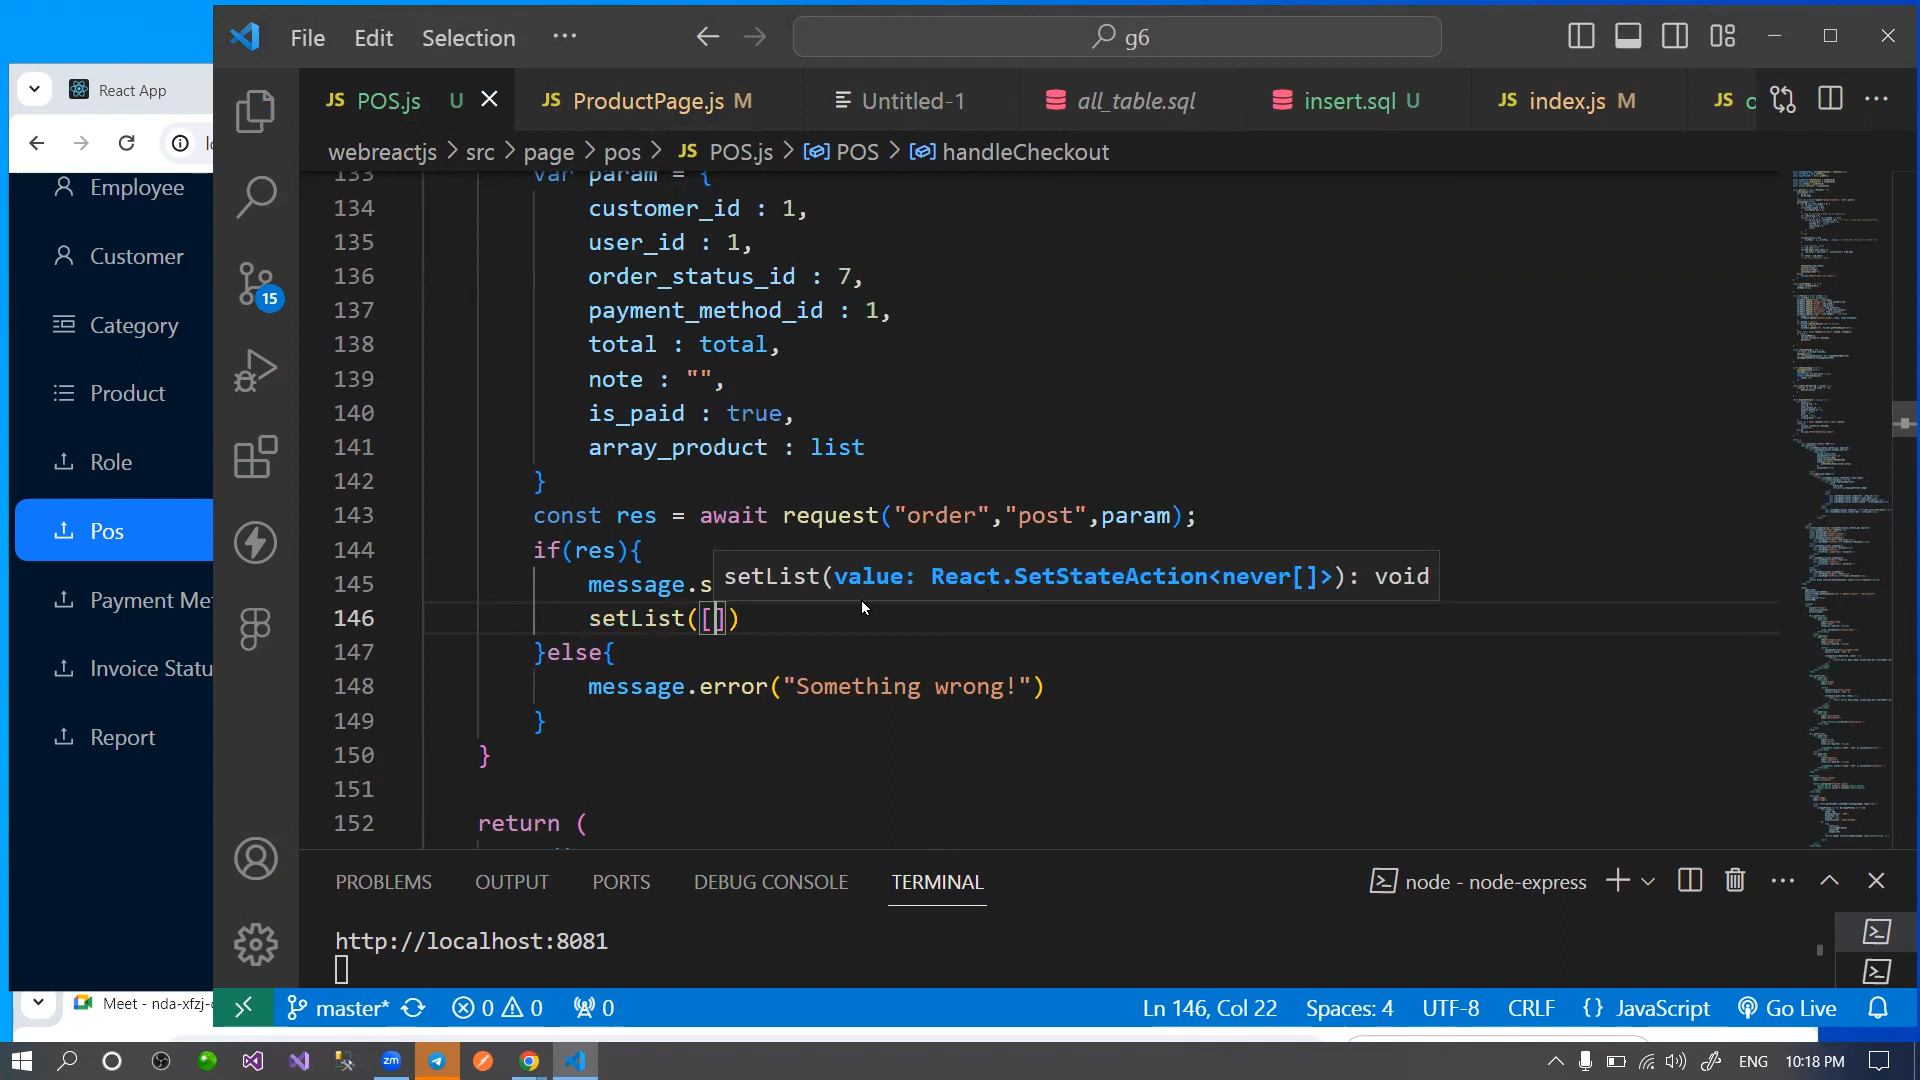 File Edit Selection ···
g6
React App
JS POS.js U
JS ProductPage.js M
Untitled-1
all_table.sql
insert.sql U
JS index.js M
JS
webreactjs > src > page > pos > JS POS.js > POS > handleCheckout
Employee
Customer
Category
Product
Role
Pos
Payment Me
Invoice Statu
Report
15
133 var param = {
134 customer_id : 1,
135 user_id : 1,
136 order_status_id : 7,
137 payment_method_id : 1,
138 total : total,
139 note : "",
140 is_paid : true,
141 array_product : list
142 }
143 const res = await request("order","post",param);
144 if(res){
145 message.s
setList(value: React.SetStateAction<never[]>): void
146 setList([])
147 }else{
148 message.error("Something wrong!")
149 }
150 }
151
152 return (
PROBLEMS OUTPUT PORTS DEBUG CONSOLE TERMINAL
node - node-express
http://localhost:8081
Meet - nda-xfzj-
master* 0 0 0
Ln 146, Col 22 Spaces: 4 UTF-8 CRLF {} JavaScript Go Live
zm
ENG 10:18 PM